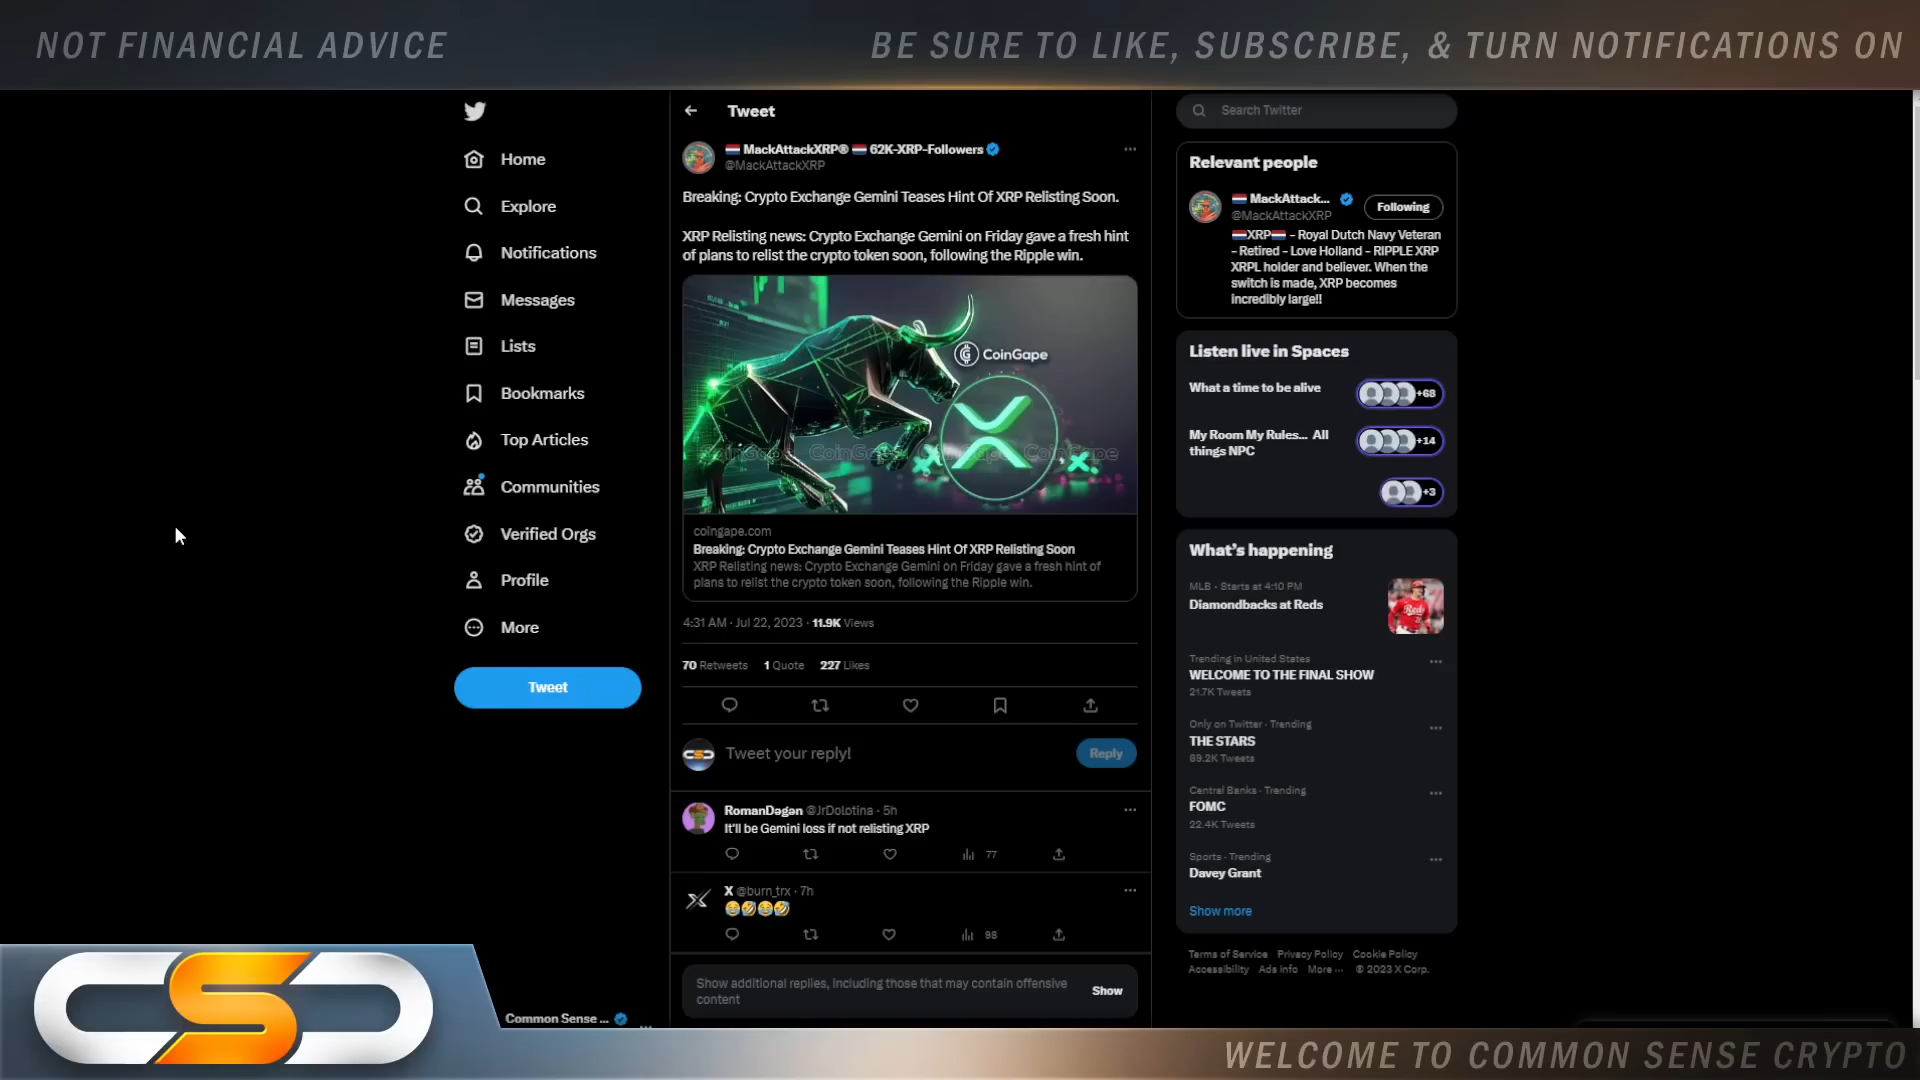 NOT FINANCIAL ADVICE
BE SURE TO LIKE, SUBSCRIBE, & TURN NOTIFICATIONS ON
Home
Explore
Notifications
Messages
Lists
Bookmarks
Top Articles
Communities
Verified Orgs
Profile
More
Tweet
Common Sense ...
Tweet
MackAttackXRP® 62K-XRP-Followers
@MackAttackXRP
Breaking: Crypto Exchange Gemini Teases Hint Of XRP Relisting Soon.
XRP Relisting news: Crypto Exchange Gemini on Friday gave a fresh hint
of plans to relist the crypto token soon, following the Ripple win.
CoinGape
CoinGape CoinGape CoinGape CoinGape
coingape.com
Breaking: Crypto Exchange Gemini Teases Hint Of XRP Relisting Soon
XRP Relisting news: Crypto Exchange Gemini on Friday gave a fresh hint of
plans to relist the crypto token soon, following the Ripple win.
4:31 AM · Jul 22, 2023 · 11.9K Views
70 Retweets 1 Quote 227 Likes
Tweet your reply!
Reply
RomanDəgən @JrDolotina · 5h
It'll be Gemini loss if not relisting XRP
77
X @burn_trx · 7h
😂🤣😂🤣
98
Show additional replies, including those that may contain offensive
content
Show
Search Twitter
Relevant people
MackAttack...
@MackAttackXRP
Following
XRP - Royal Dutch Navy Veteran
- Retired - Love Holland - RIPPLE XRP
XRPL holder and believer. When the
switch is made, XRP becomes
incredibly large!!
Listen live in Spaces
What a time to be alive
+68
My Room My Rules... All
things NPC
+14
+3
What's happening
MLB · Starts at 4:10 PM
Diamondbacks at Reds
Reds
Trending in United States
WELCOME TO THE FINAL SHOW
21.7K Tweets
Only on Twitter · Trending
THE STARS
89.2K Tweets
Central Banks · Trending
FOMC
22.4K Tweets
Sports · Trending
Davey Grant
Show more
Terms of Service Privacy Policy Cookie Policy
Accessibility Ads info More ··· © 2023 X Corp.
CSC
WELCOME TO COMMON SENSE CRYPTO